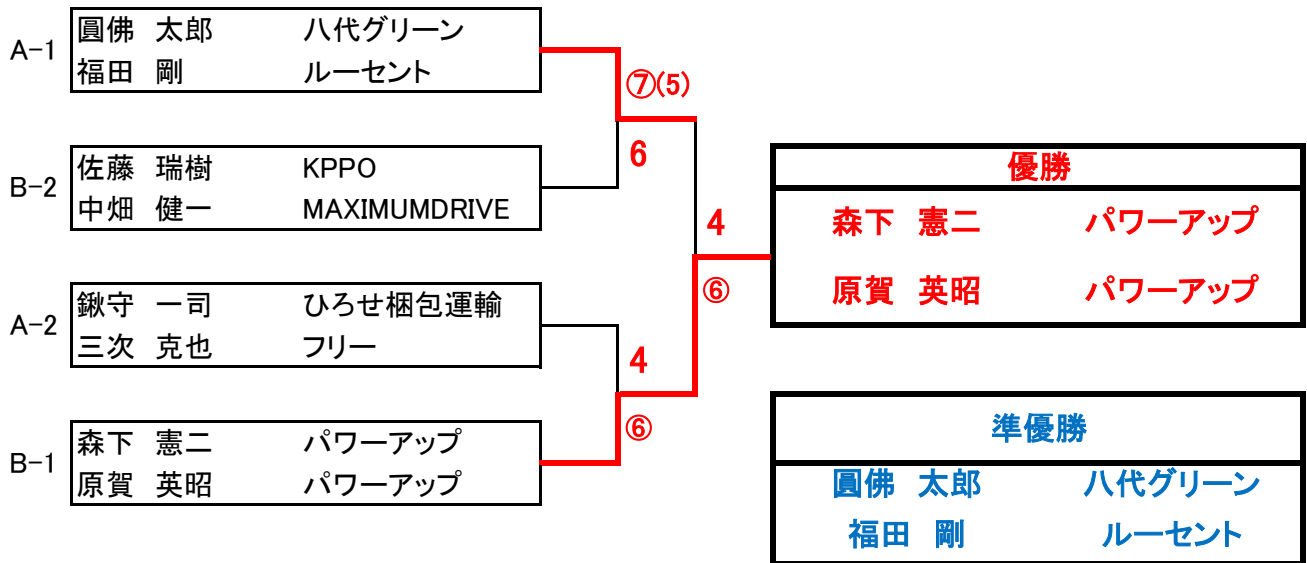 A-1
圓佛 太郎 八代グリーン
福田 剛 ルーセント
⑦(5)
6
B-2
佐藤 瑞樹 KPPO
中畑 健一 MAXIMUMDRIVE
A-2
鍬守 一司 ひろせ梱包運輸
三次 克也 フリー
4
⑥
B-1
森下 憲二 パワーアップ
原賀 英昭 パワーアップ
4
⑥
優勝
森下 憲二 パワーアップ
原賀 英昭 パワーアップ
準優勝
圓佛 太郎 八代グリーン
福田 剛 ルーセント